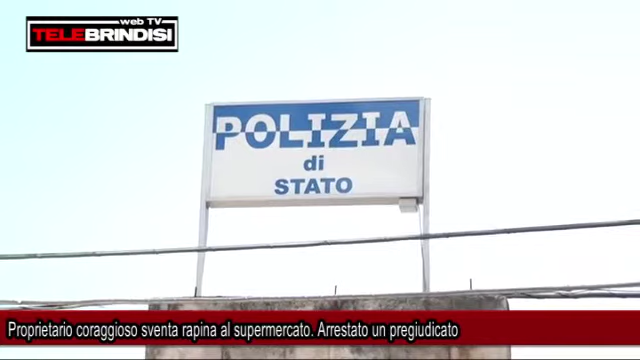 web TV
TELEBRINDISI
POLIZIA
di
STATO
Proprietario coraggioso sventa rapina al supermercato. Arrestato un pregiudicato